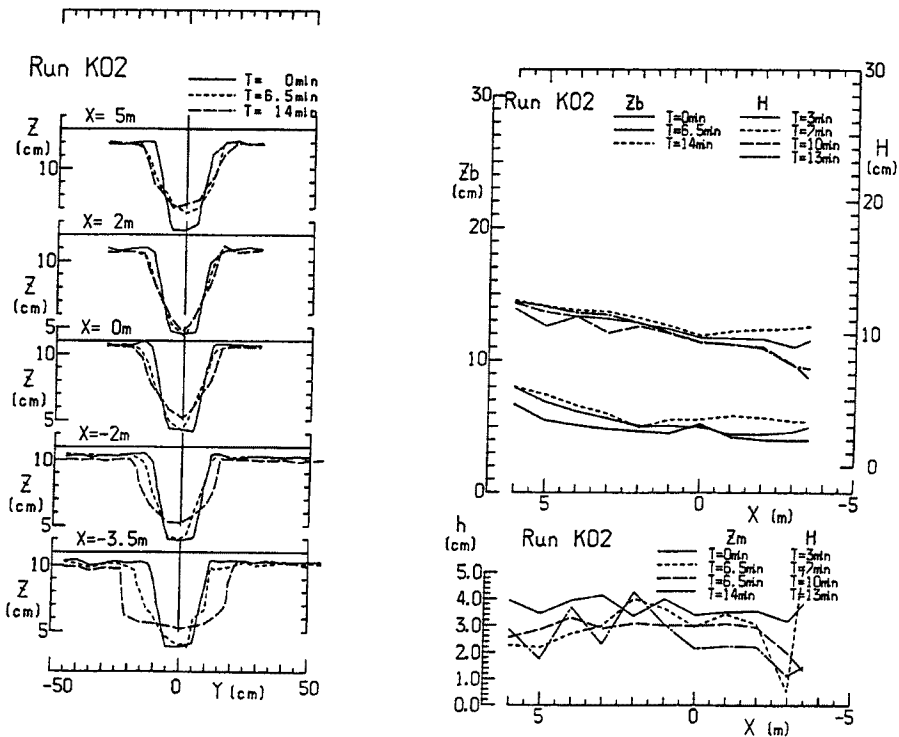 Run K02
T= 0min
T=6.5min
T= 14min
Z
(cm)
10
X= 5m
X= 2m
10
Z
(cm)
5
X= 0m
Z
(cm)
5
X=-2m
10
Z
(cm)
5
X=-3.5m
10
Z
(cm)
5
-50
0
Y (cm)
50
30
Run K02
Zb
H
T=0min
T=3min
T=6.5min
T=7min
T=14min
T=10min
T=13min
30
H
(cm)
Zb
(cm)
20
20
10
10
0
0
5
0
-5
X (m)
h
(cm)
Run K02
Zm
H
T=0min
T=3min
T=6.5min
T=7min
T=6.5min
T=10min
T=14min
T=13min
5.0
4.0
3.0
2.0
1.0
0.0
5
0
-5
X (m)